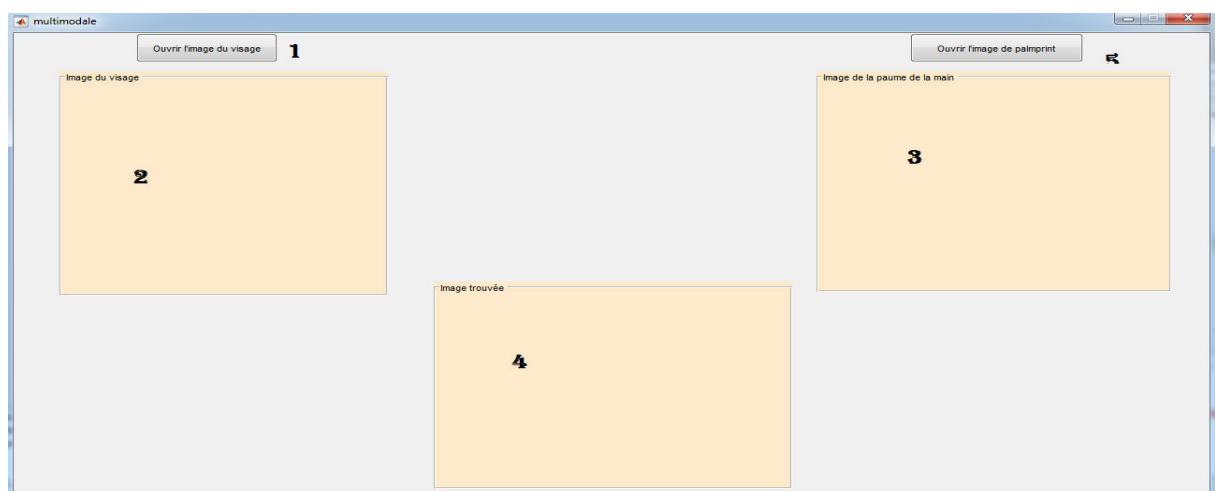 multimodale
Ouvrir l'image du visage 1
Ouvrir l'image de palmprint 5
Image du visage
Image de la paume de la main
2
3
Image trouvée
4